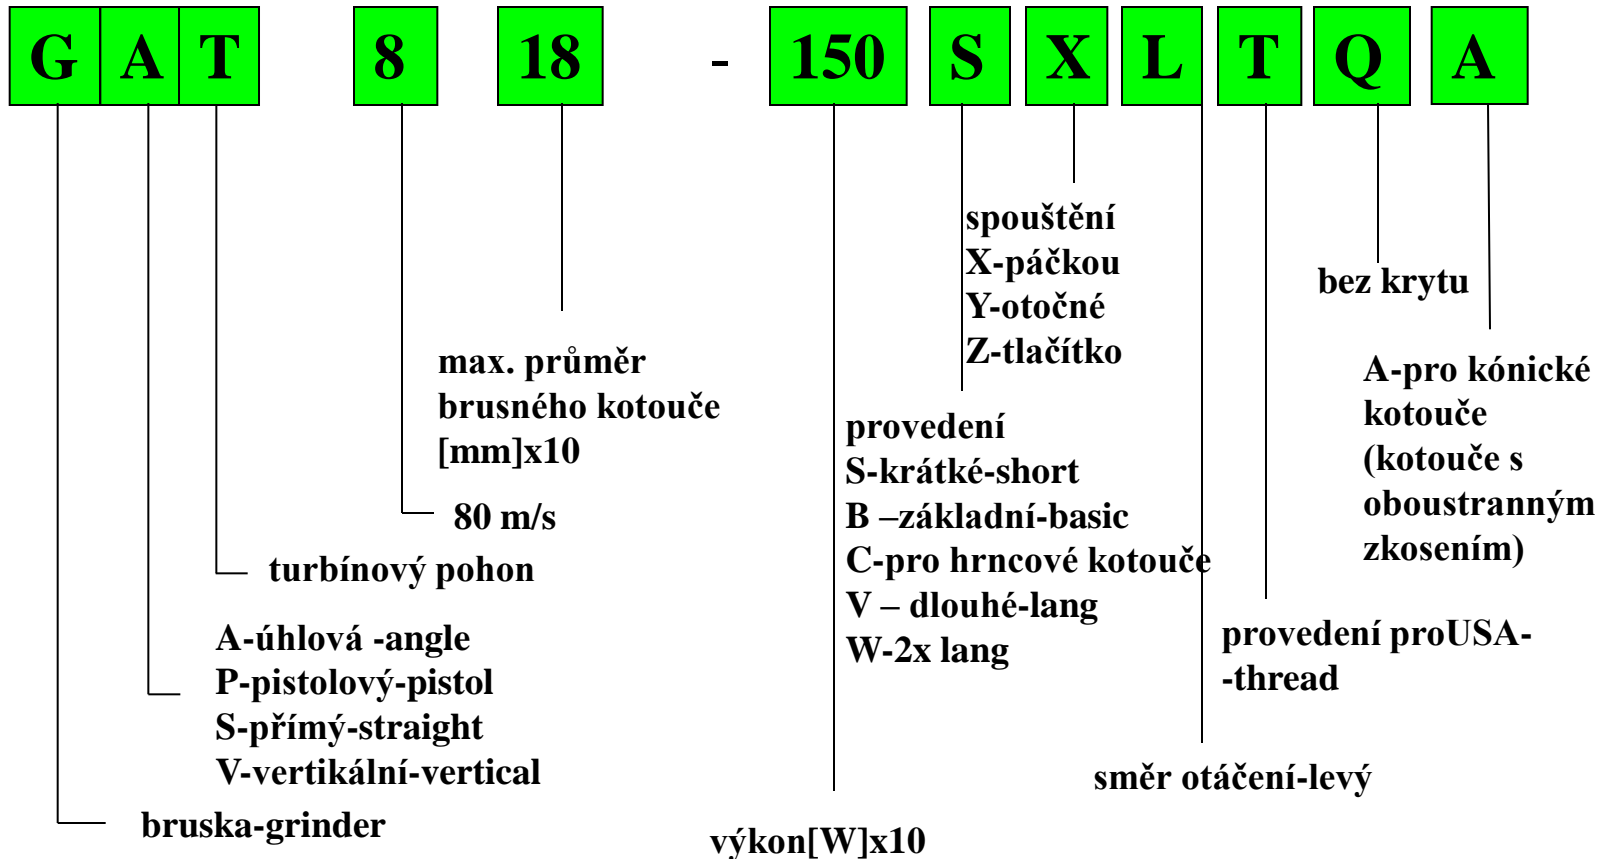 G A T 8 18 - 150 S X L T Q A
spouštění
X-páčkou
Y-otočné
Z-tlačítko
bez krytu
max. průměr
brusného kotouče
[mm]x10
A-pro kónické
kotouče
(kotouče s
oboustranným
zkosením)
provedení
S-krátké-short
B –základní-basic
C-pro hrncové kotouče
V – dlouhé-lang
W-2x lang
80 m/s
turbínový pohon
A-úhlová -angle
P-pistolový-pistol
S-přímý-straight
V-vertikální-vertical
provedení proUSA-
-thread
směr otáčení-levý
bruska-grinder
výkon[W]x10